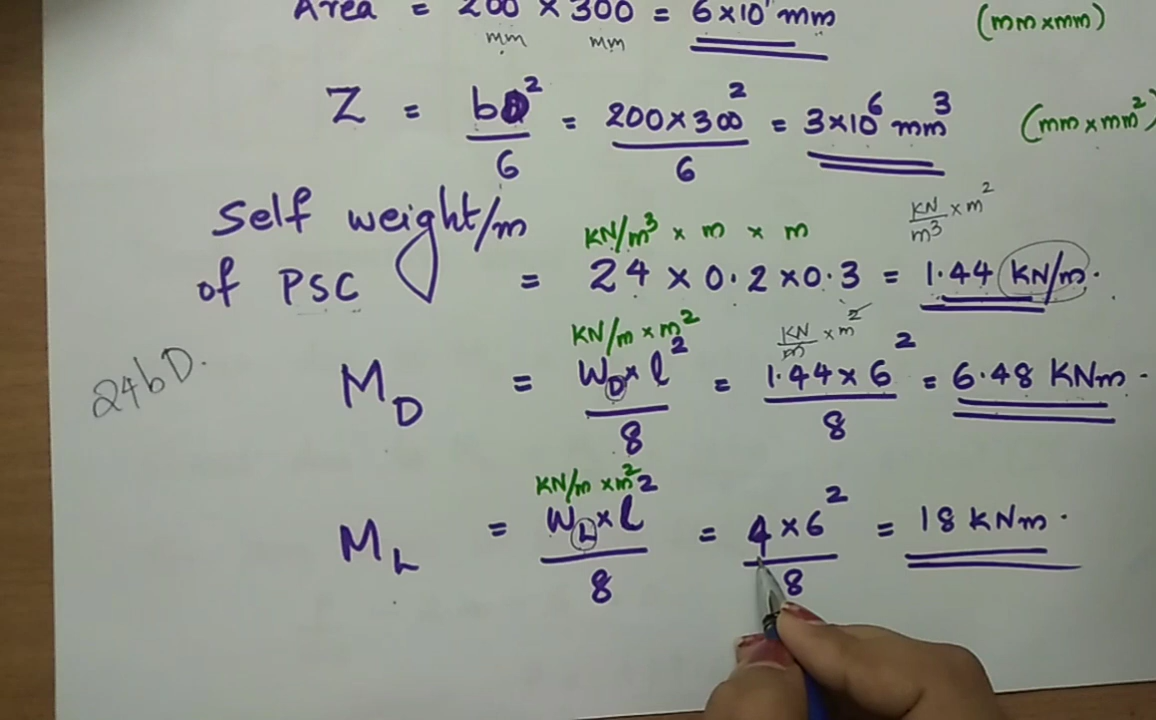 Area = 200 × 300 = 6×10 mm (mm×mm)
mm mm
Z = bd² / 6 = 200×300² / 6 = 3×10⁶ mm³ (mm×mm²)
Self weight/m KN/m³ × m × m KN/m³ × m²
of PSC = 24 × 0.2 × 0.3 = 1.44 KN/m.
KN/m × m² KN/m × m²
24bD. M_D = W_D × l² / 8 = 1.44×6² / 8 = 6.48 KNm.
KN/m × m²
M_L = W_L × l² / 8 = 4×6² / 8 = 18 KNm.